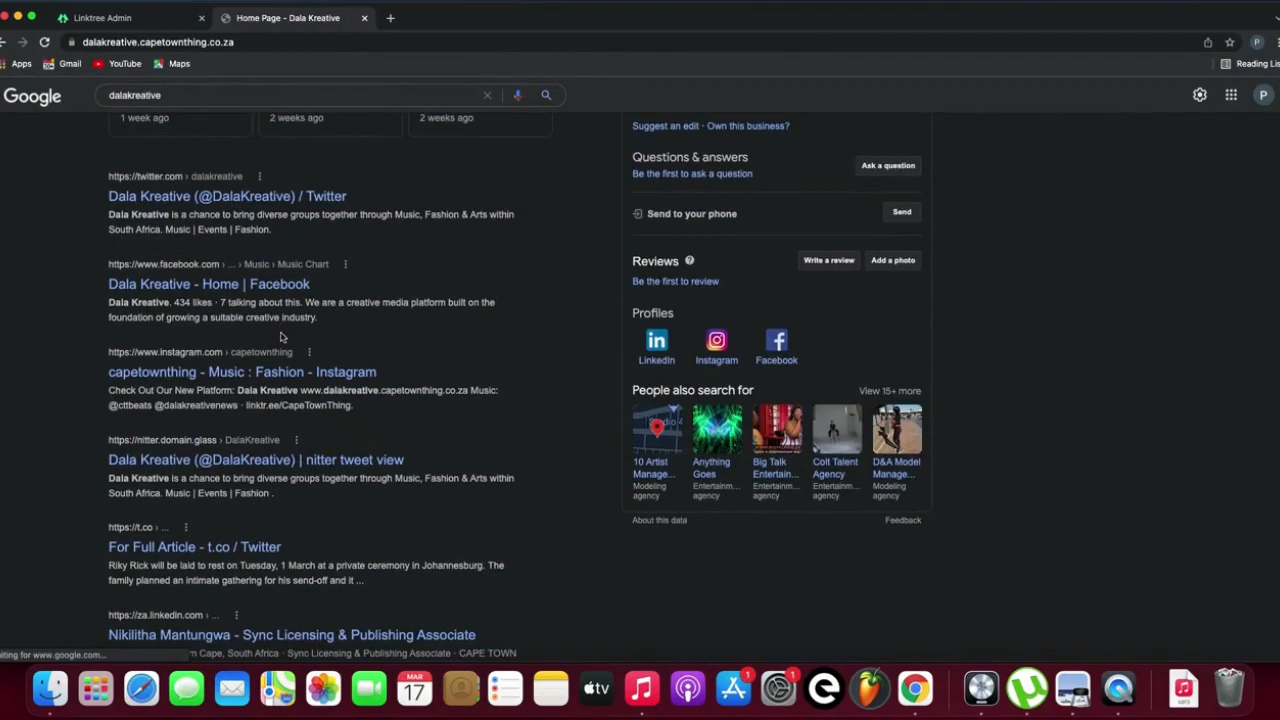 Linktree Admin
Home Page - Dala Kreative
dalakreative.capetownthing.co.za
Apps
Gmail
YouTube
Maps
Reading Lis
Google
dalakreative
P
P
1 week ago
2 weeks ago
2 weeks ago
https://twitter.com › dalakreative
Dala Kreative (@DalaKreative) / Twitter
Dala Kreative is a chance to bring diverse groups together through Music, Fashion & Arts within
South Africa. Music | Events | Fashion.
https://www.facebook.com › ... › Music › Music Chart
Dala Kreative - Home | Facebook
Dala Kreative. 434 likes · 7 talking about this. We are a creative media platform built on the
foundation of growing a suitable creative industry.
https://www.instagram.com › capetownthing
capetownthing - Music : Fashion - Instagram
Check Out Our New Platform: Dala Kreative www.dalakreative.capetownthing.co.za Music:
@cttbeats @dalakreativenews · linktr.ee/CapeTownThing.
https://nitter.domain.glass › DalaKreative
Dala Kreative (@DalaKreative) | nitter tweet view
Dala Kreative is a chance to bring diverse groups together through Music, Fashion & Arts within
South Africa. Music | Events | Fashion .
https://t.co › ...
For Full Article - t.co / Twitter
Riky Rick will be laid to rest on Tuesday, 1 March at a private ceremony in Johannesburg. The
family planned an intimate gathering for his send-off and it ...
https://za.linkedin.com › ...
Nikilitha Mantungwa - Sync Licensing & Publishing Associate
n Cape, South Africa · Sync Licensing & Publishing Associate · CAPE TOWN
iting for www.google.com...
Suggest an edit · Own this business?
Questions & answers
Be the first to ask a question
Ask a question
Send to your phone
Send
Reviews
Write a review
Add a photo
Be the first to review
Profiles
LinkedIn
Instagram
Facebook
People also search for
View 15+ more
10 Artist
Manage...
Modeling
agency
Anything
Goes
Entertainm...
agency
Big Talk
Entertain...
Entertainm...
agency
Colt Talent
Agency
Entertainm...
agency
D&A Model
Manage...
Modeling
agency
About this data
Feedback
MAR
17
tv
1
1
MP3